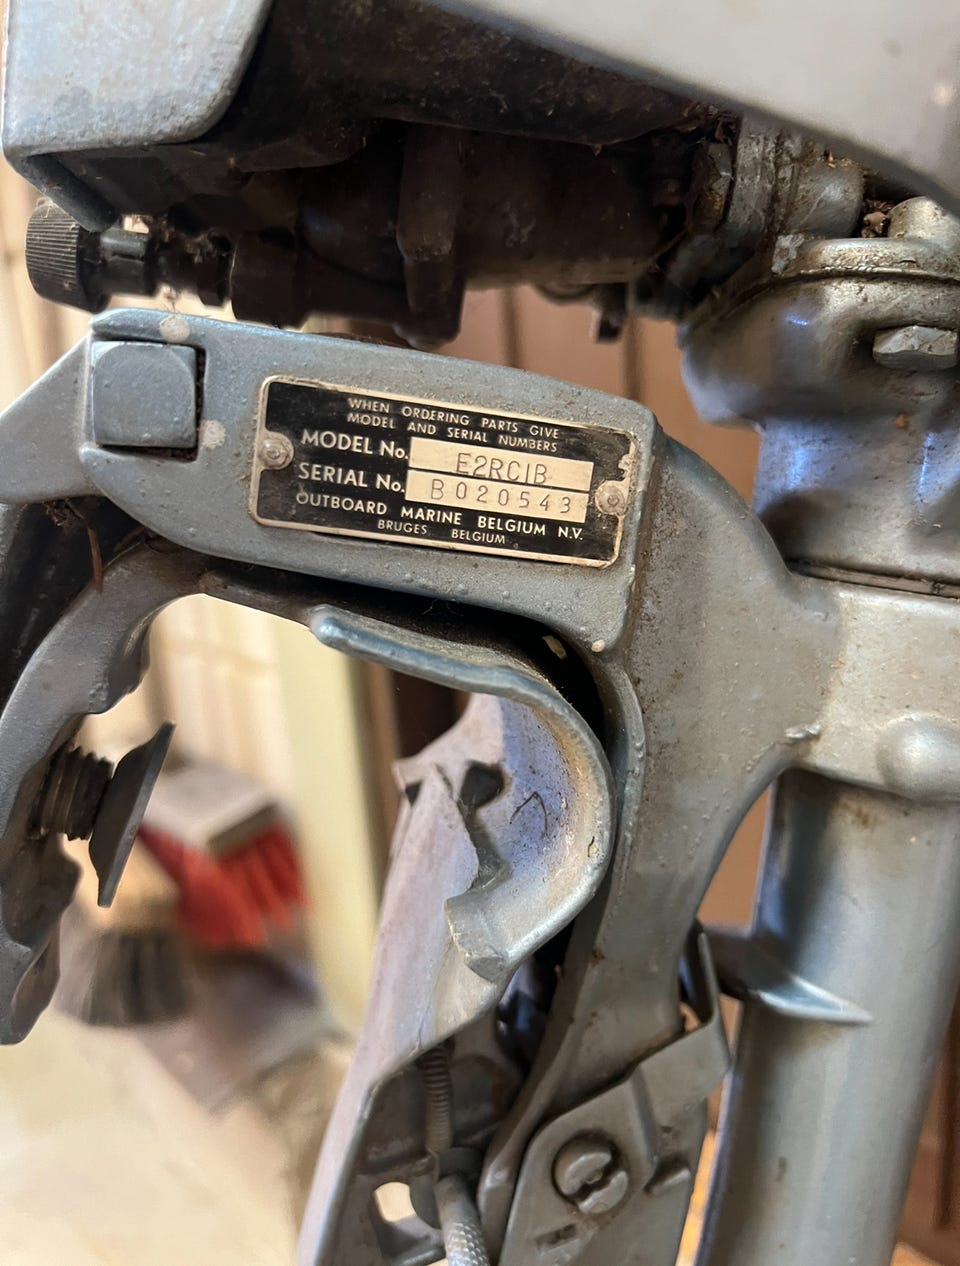 WHEN ORDERING PARTS GIVE
MODEL AND SERIAL NUMBERS
MODEL No. E2RCIB
SERIAL No. B020543
OUTBOARD MARINE BELGIUM N.V.
BRUGES BELGIUM